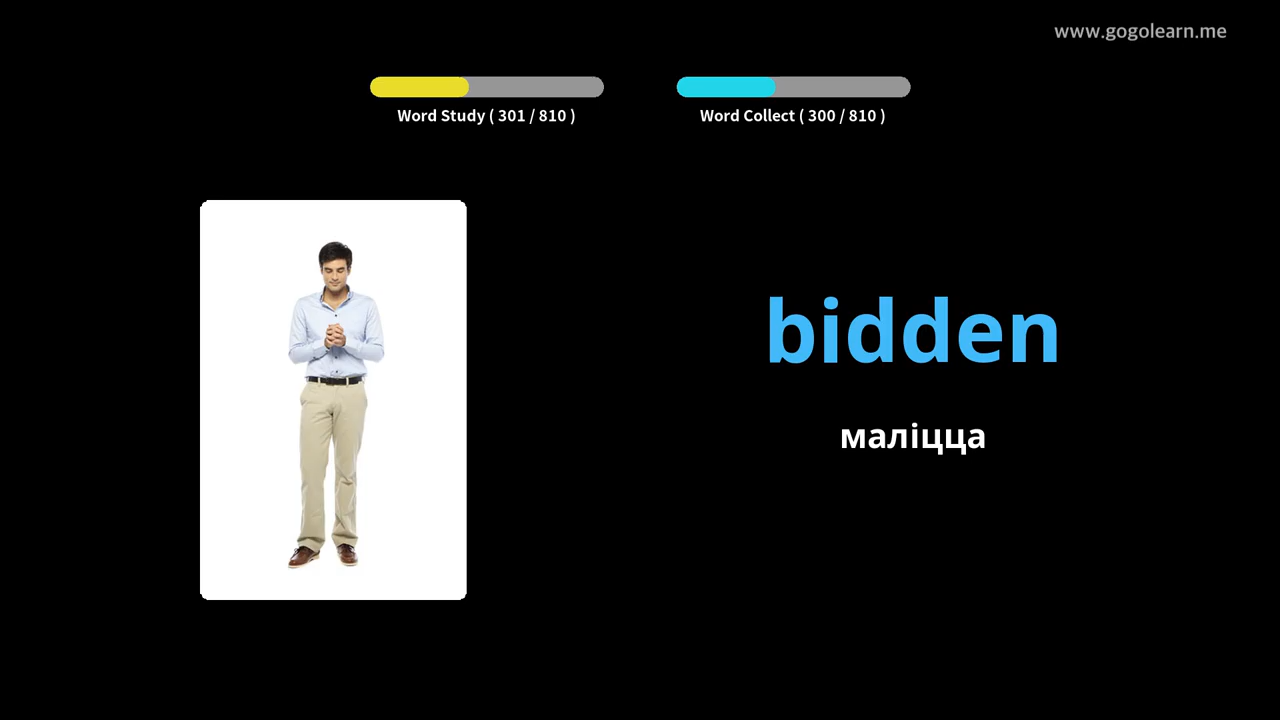 www.gogolearn.me
Word Study ( 301 / 810 )
Word Collect ( 300 / 810 )
bidden
маліцца